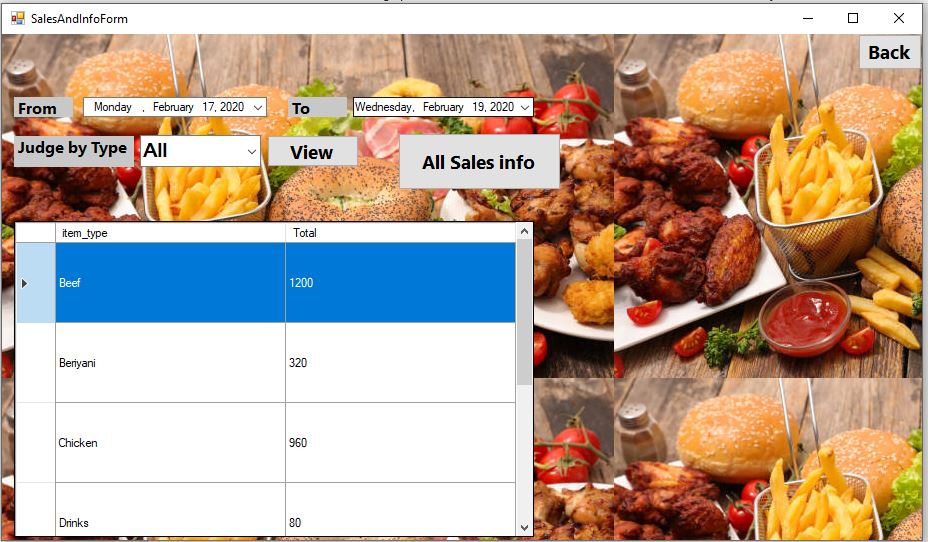 SalesAndInfoForm
Back
From Monday , February 17, 2020 To Wednesday, February 19, 2020
Judge by Type All View All Sales info
item_type Total
Beef 1200
Beriyani 320
Chicken 960
Drinks 80